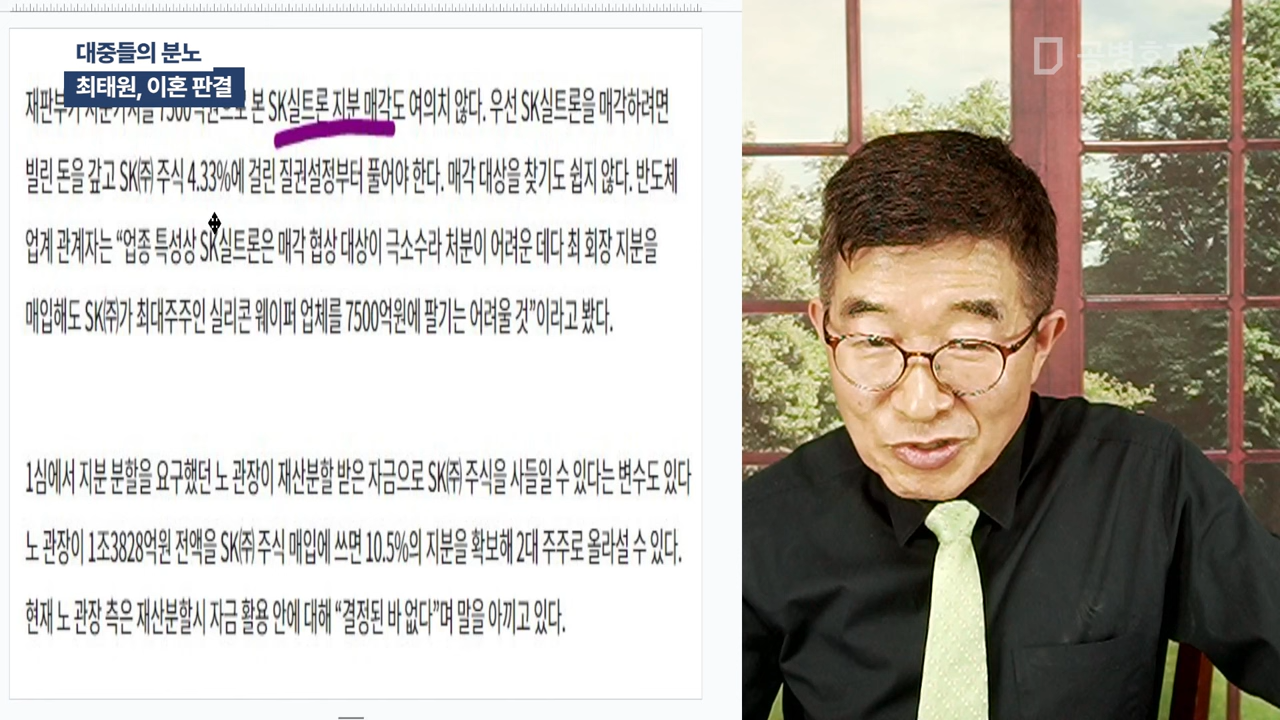 대중들의 분노
최태원, 이혼 판결
본 SK실트론 지분 매각도 여의치 않다. 우선 SK실트론을 매각하려면
빌린 돈을 갚고 SK㈜ 주식 4.33%에 걸린 질권설정부터 풀어야 한다. 매각 대상을 찾기도 쉽지 않다. 반도체
업계 관계자는 “업종 특성상 SK실트론은 매각 협상 대상이 극소수라 처분이 어려운 데다 최 회장 지분을
매입해도 SK㈜가 최대주주인 실리콘 웨이퍼 업체를 7500억원에 팔기는 어려울 것”이라고 봤다.
1심에서 지분 분할을 요구했던 노 관장이 재산분할 받은 자금으로 SK㈜ 주식을 사들일 수 있다는 변수도 있다
노 관장이 1조3828억원 전액을 SK㈜ 주식 매입에 쓰면 10.5%의 지분을 확보해 2대 주주로 올라설 수 있다.
현재 노 관장 측은 재산분할시 자금 활용 안에 대해 “결정된 바 없다”며 말을 아끼고 있다.